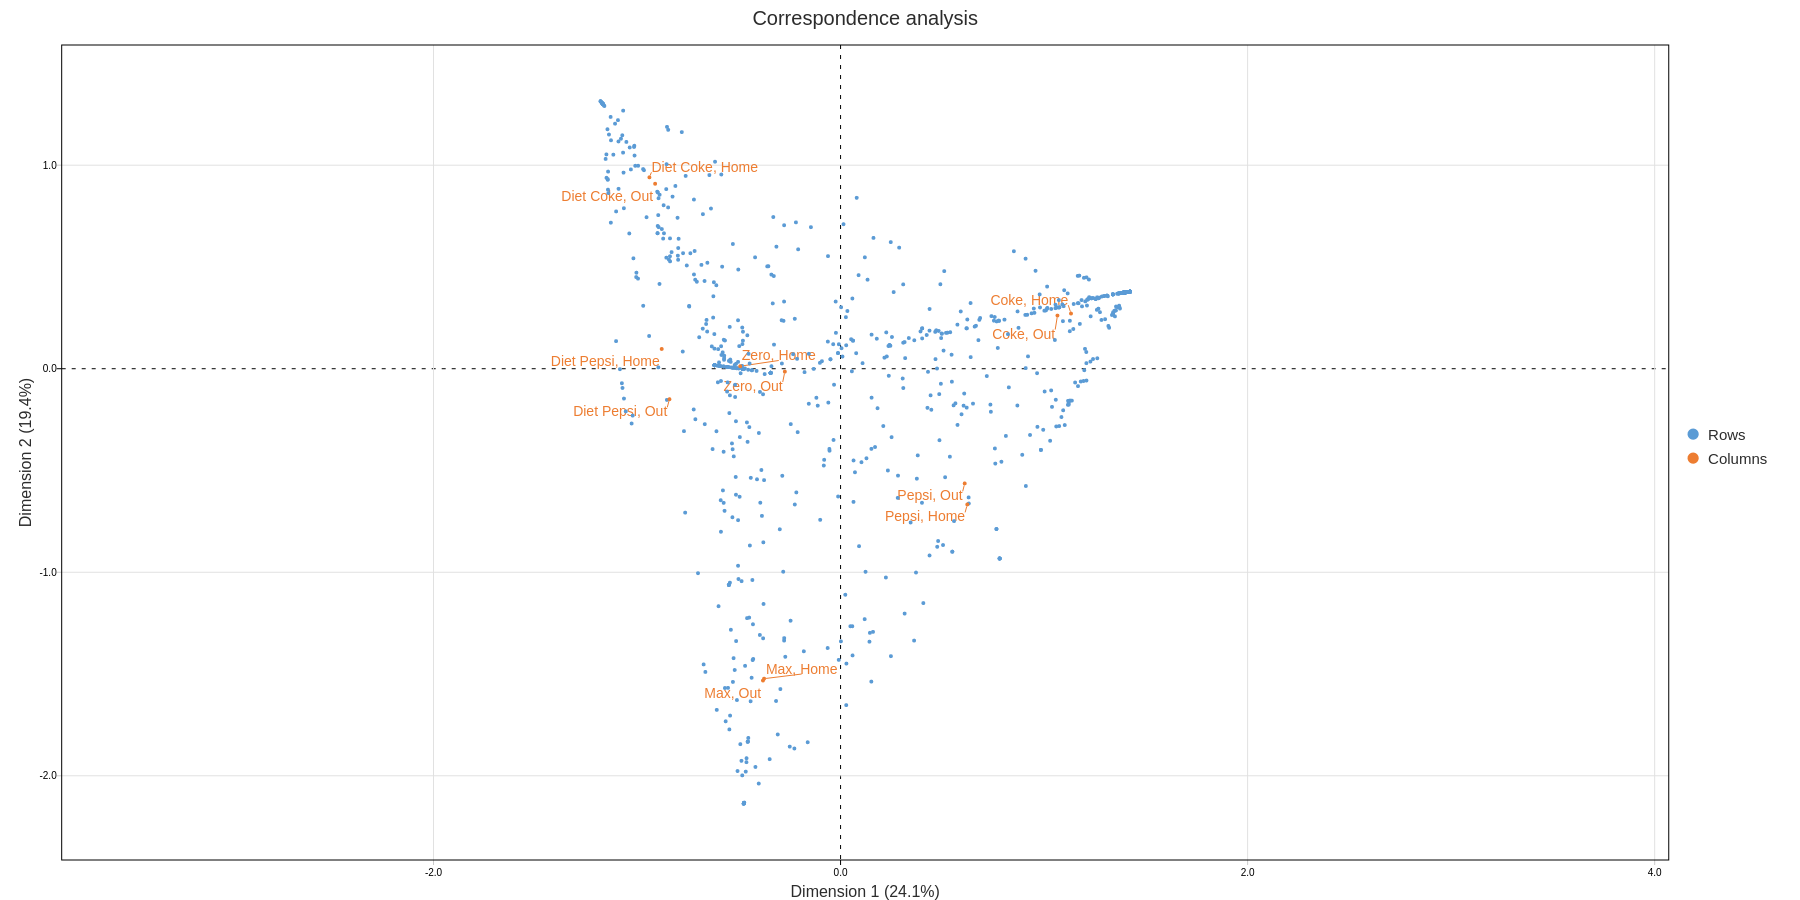 Correspondence analysis
1.0
0.0
-1.0
-2.0
Dimension 2 (19.4%)
Diet Coke, Home
Diet Coke, Out
Coke, Home
Coke, Out
Zero, Home
Diet Pepsi, Home
Zero, Out
Diet Pepsi, Out
Pepsi, Out
Pepsi, Home
Max, Home
Max, Out
Rows
Columns
-2.0
0.0
2.0
4.0
Dimension 1 (24.1%)